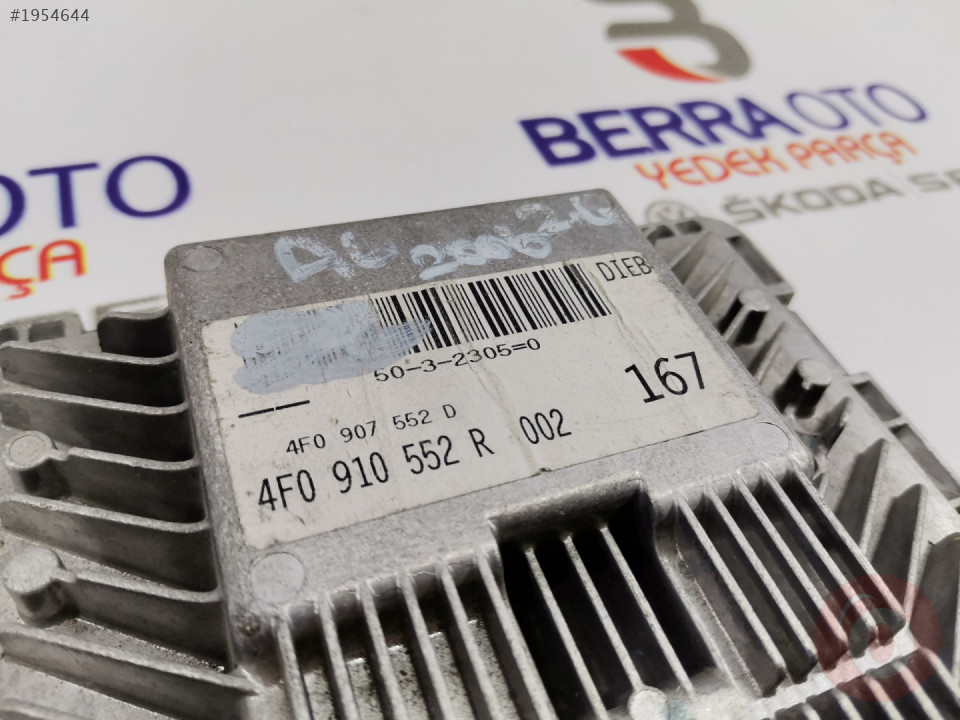 #1954644
BERRA OTO
YEDEK PARÇA
ŠKODA SE
OTO
ÇA
A6 2006
DIEB
50-3-2305=0
167
4F0 907 552 D
4F0 910 552 R 002